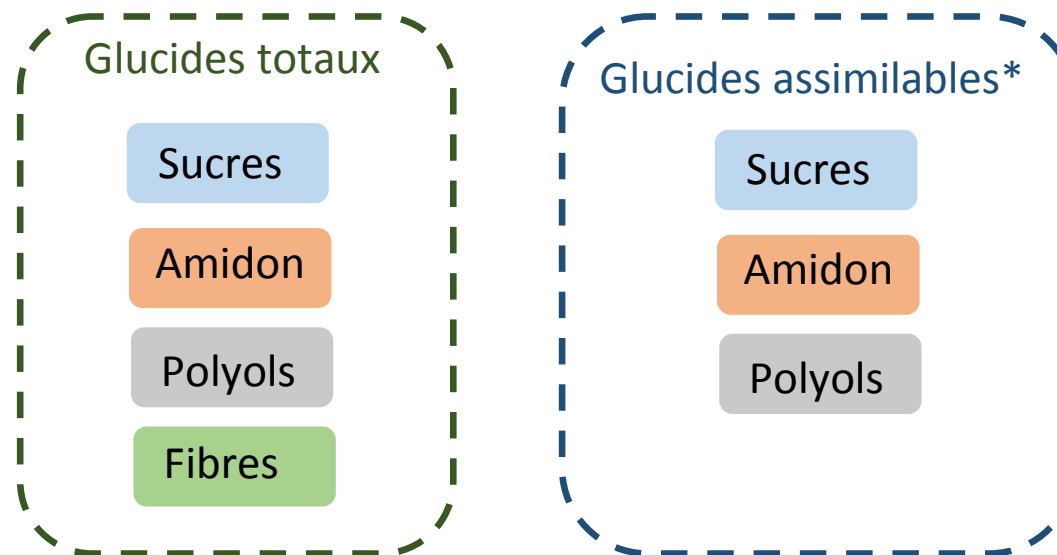 Glucides totaux
Sucres
Amidon
Polyols
Fibres
Glucides assimilables*
Sucres
Amidon
Polyols